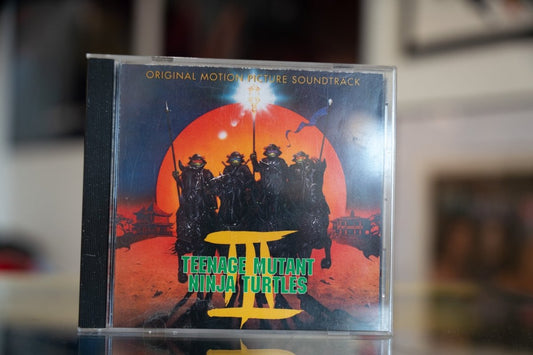 ORIGINAL MOTION PICTURE SOUNDTRACK
III
TEENAGE MUTANT
NINJA TURTLES